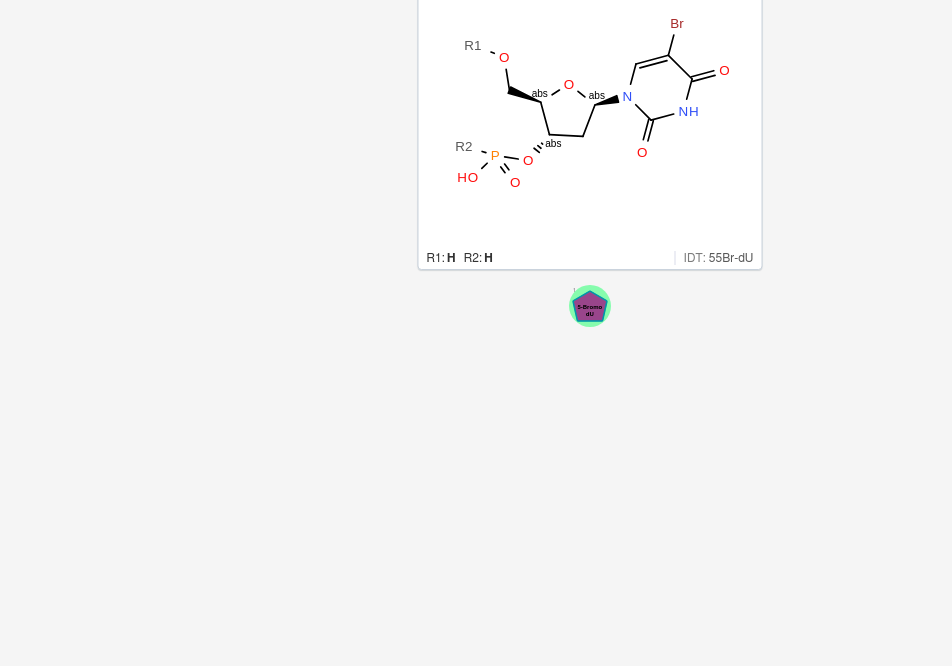 Br
R1
O
O
O
abs
abs
N
NH
abs
R2
P
O
O
HO
O
R1: H R2: H
IDT: 55Br-dU
5-Bromo
dU